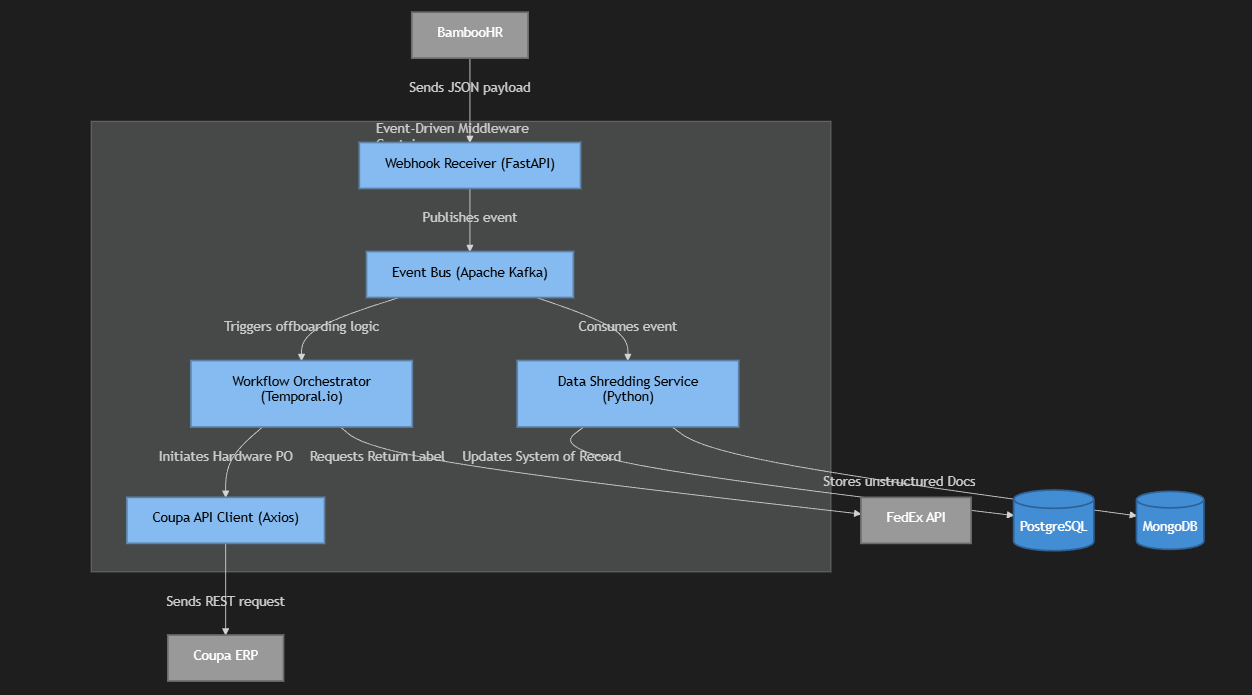 BambooHR
Sends JSON payload
Event-Driven Middleware
Webhook Receiver (FastAPI)
Publishes event
Event Bus (Apache Kafka)
Triggers offboarding logic
Consumes event
Workflow Orchestrator
(Temporal.io)
Data Shredding Service
(Python)
Initiates Hardware PO
Requests Return Label
Updates System of Record
Stores unstructured Docs
Coupa API Client (Axios)
FedEx API
PostgreSQL
MongoDB
Sends REST request
Coupa ERP